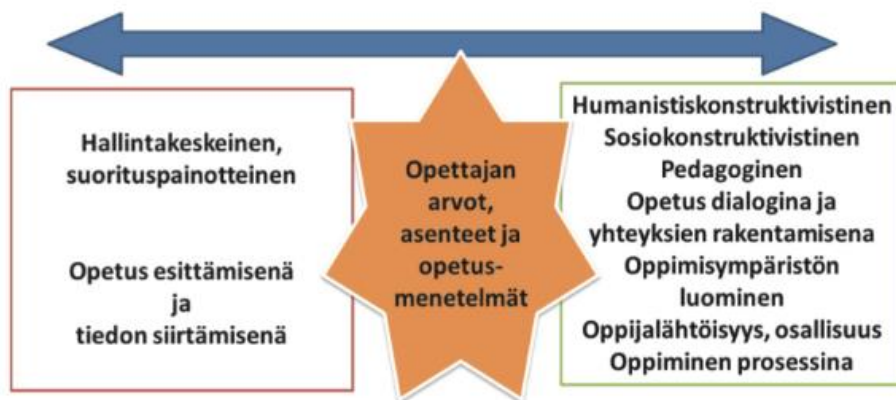 Hallintakeskeinen,
suorituspainotteinen
Opetus esittämisenä
ja
tiedon siirtämisenä
Opettajan
arvot,
asenteet ja
opetus-
menetelmät
Humanistiskonstruktivistinen
Sosiokonstruktivistinen
Pedagoginen
Opetus dialogina ja
yhteyksien rakentamisena
Oppimisympäristön
luominen
Oppijalähtöisyys, osallisuus
Oppiminen prosessina